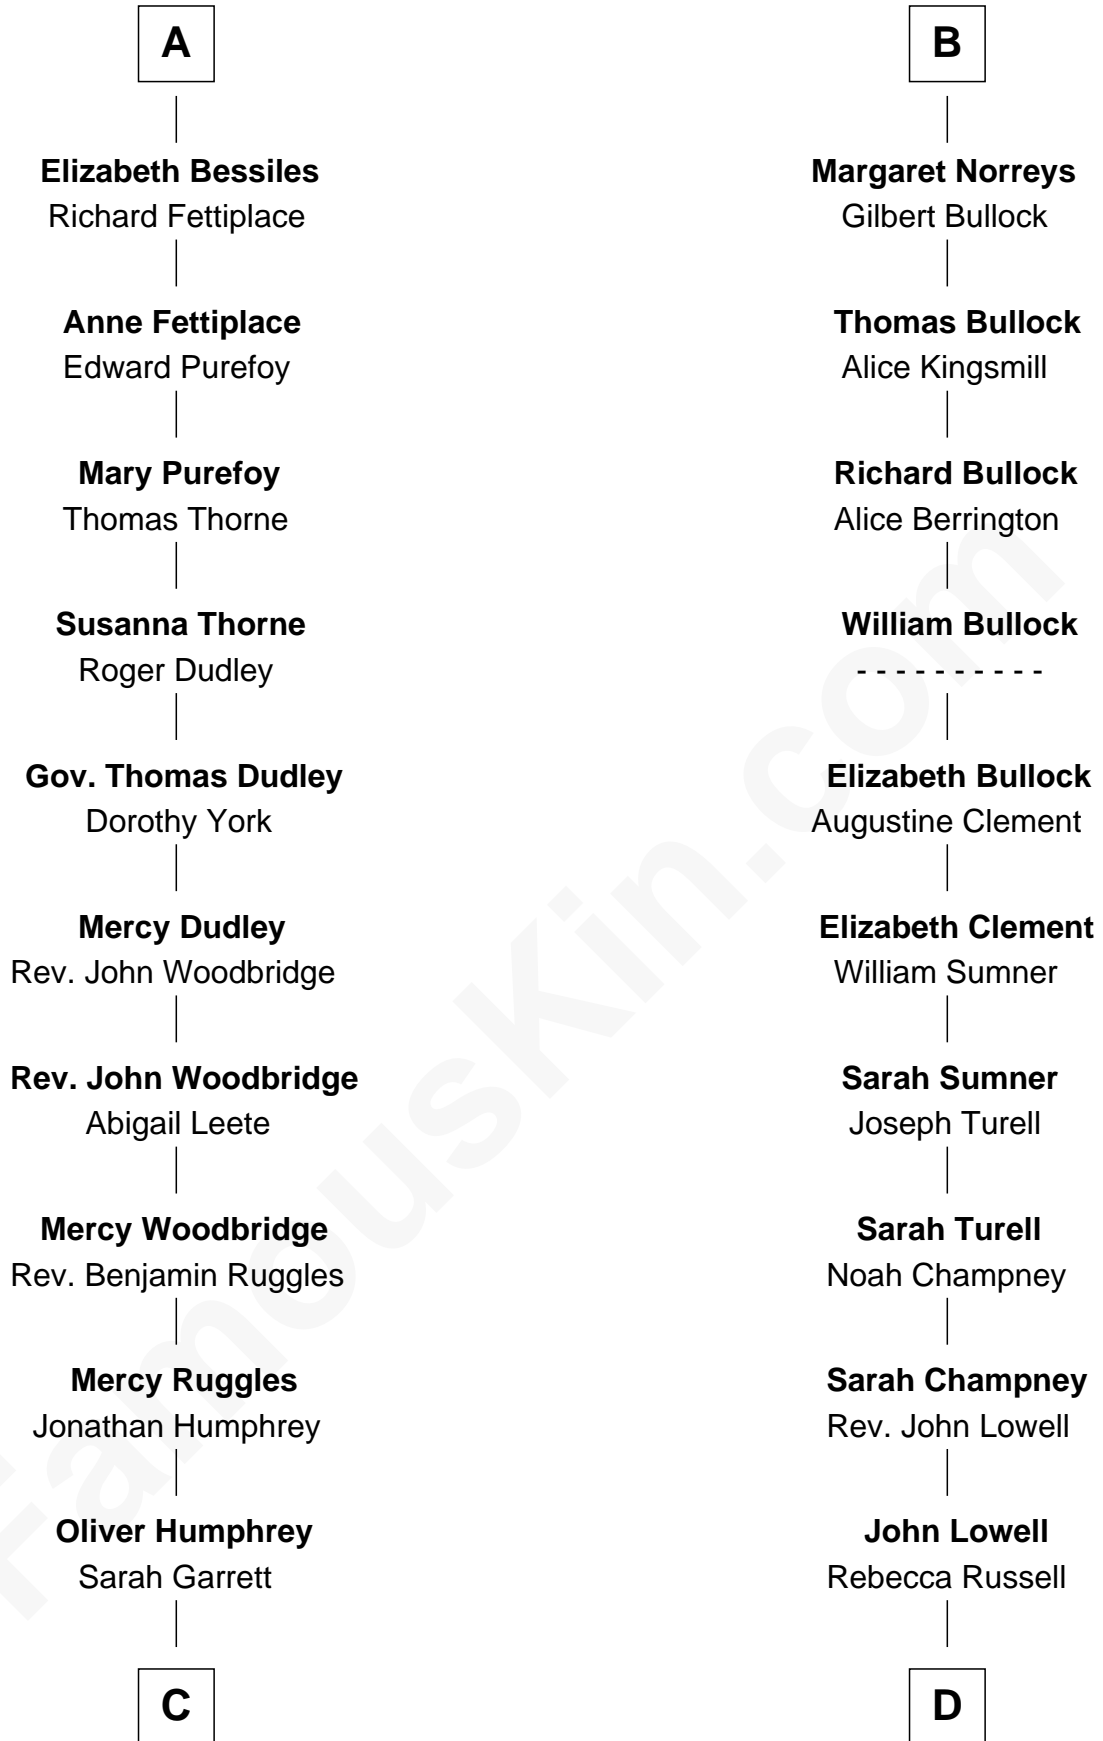 A
Elizabeth Bessiles
Richard Fettiplace
Anne Fettiplace
Edward Purefoy
Mary Purefoy
Thomas Thorne
Susanna Thorne
Roger Dudley
Gov. Thomas Dudley
Dorothy York
Mercy Dudley
Rev. John Woodbridge
Rev. John Woodbridge
Abigail Leete
Mercy Woodbridge
Rev. Benjamin Ruggles
Mercy Ruggles
Jonathan Humphrey
Oliver Humphrey
Sarah Garrett
C
B
Margaret Norreys
Gilbert Bullock
Thomas Bullock
Alice Kingsmill
Richard Bullock
Alice Berrington
William Bullock
- - - - - - - - - -
Elizabeth Bullock
Augustine Clement
Elizabeth Clement
William Sumner
Sarah Sumner
Joseph Turell
Sarah Turell
Noah Champney
Sarah Champney
Rev. John Lowell
John Lowell
Rebecca Russell
D
FamousKin.com